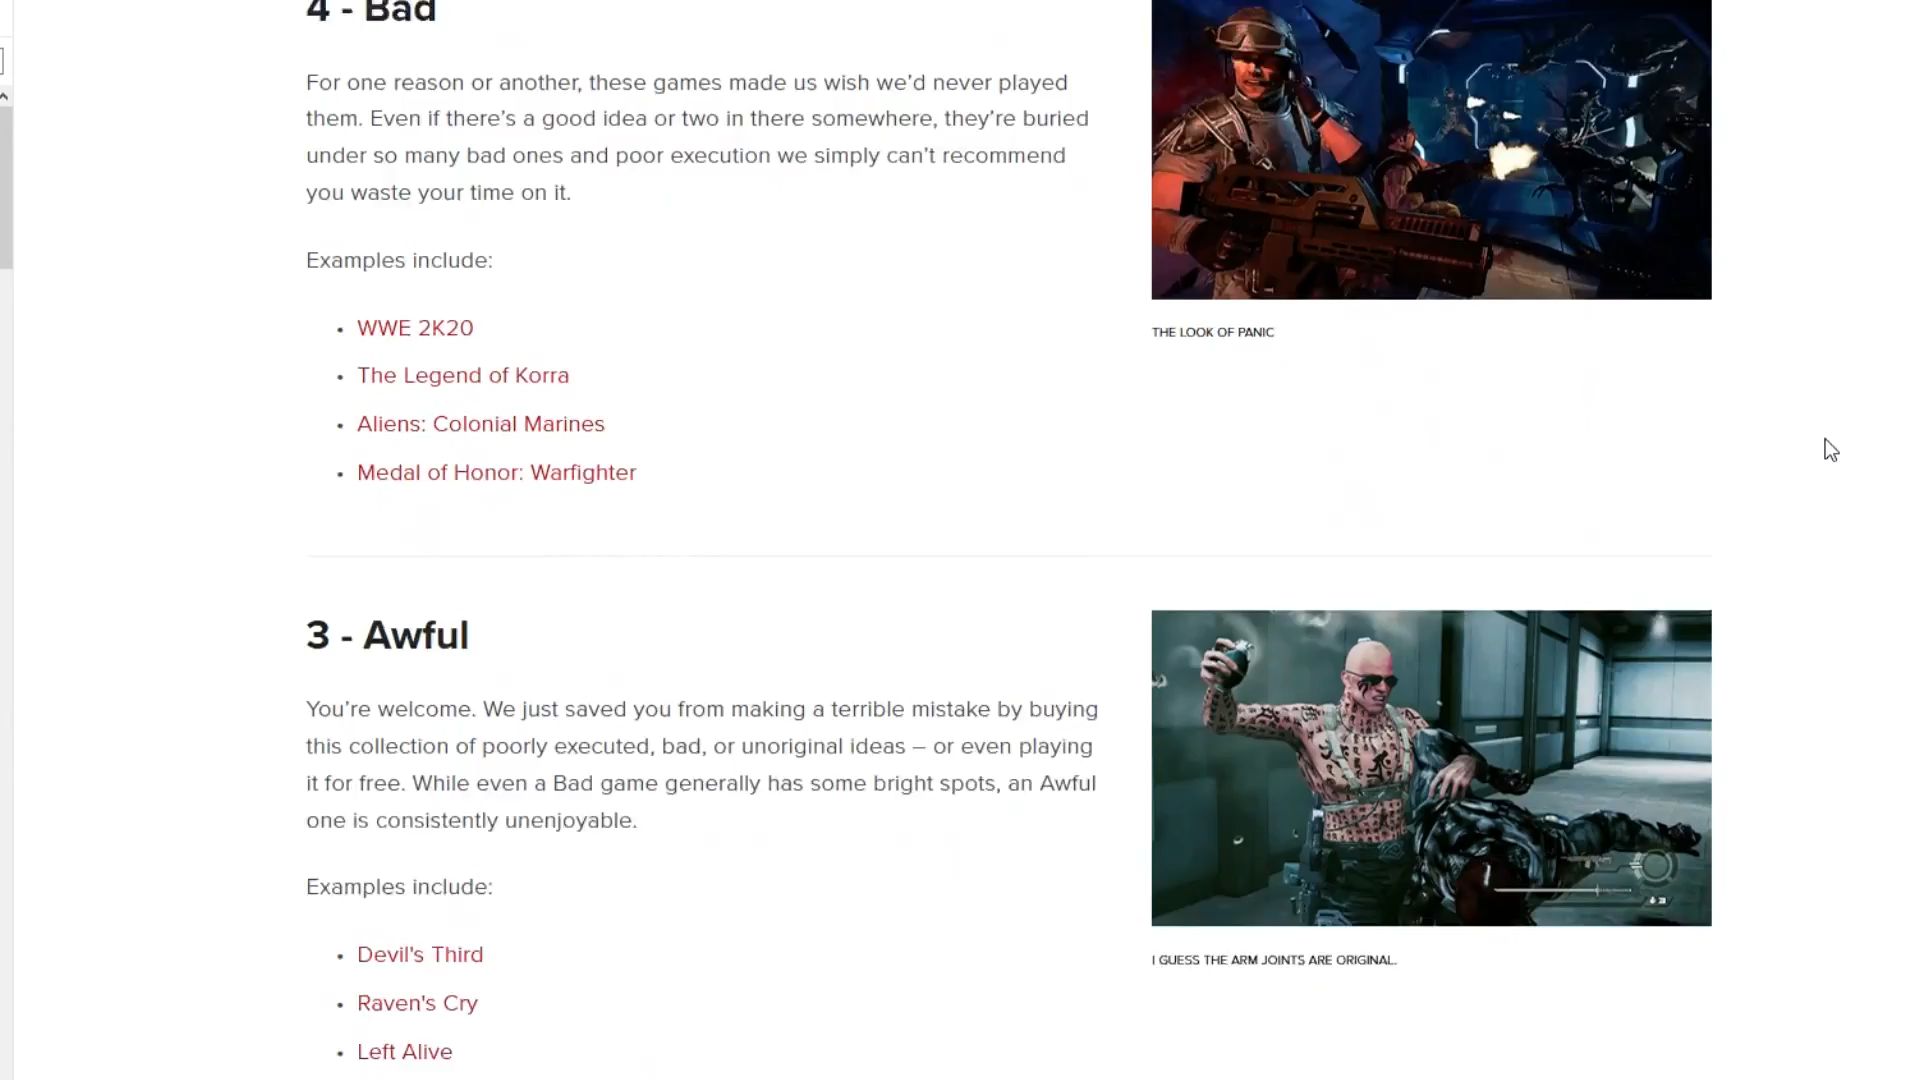 4 - Bad
For one reason or another, these games made us wish we’d never played
them. Even if there’s a good idea or two in there somewhere, they’re buried
under so many bad ones and poor execution we simply can’t recommend
you waste your time on it.
Examples include:
• WWE 2K20
• The Legend of Korra
• Aliens: Colonial Marines
• Medal of Honor: Warfighter
THE LOOK OF PANIC
3 - Awful
You’re welcome. We just saved you from making a terrible mistake by buying
this collection of poorly executed, bad, or unoriginal ideas – or even playing
it for free. While even a Bad game generally has some bright spots, an Awful
one is consistently unenjoyable.
Examples include:
• Devil's Third
• Raven's Cry
• Left Alive
I GUESS THE ARM JOINTS ARE ORIGINAL.